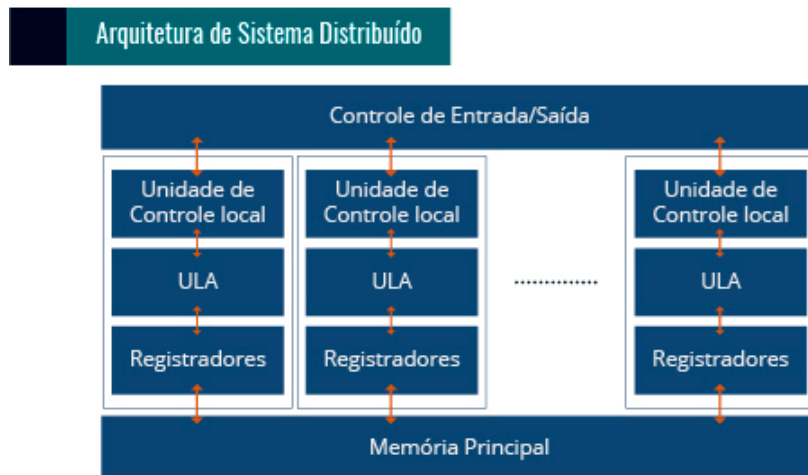 Arquitetura de Sistema Distribuído
Controle de Entrada/Saída
Unidade de
Controle local
ULA
Registradores
Unidade de
Controle local
ULA
Registradores
Unidade de
Controle local
ULA
Registradores
Memória Principal